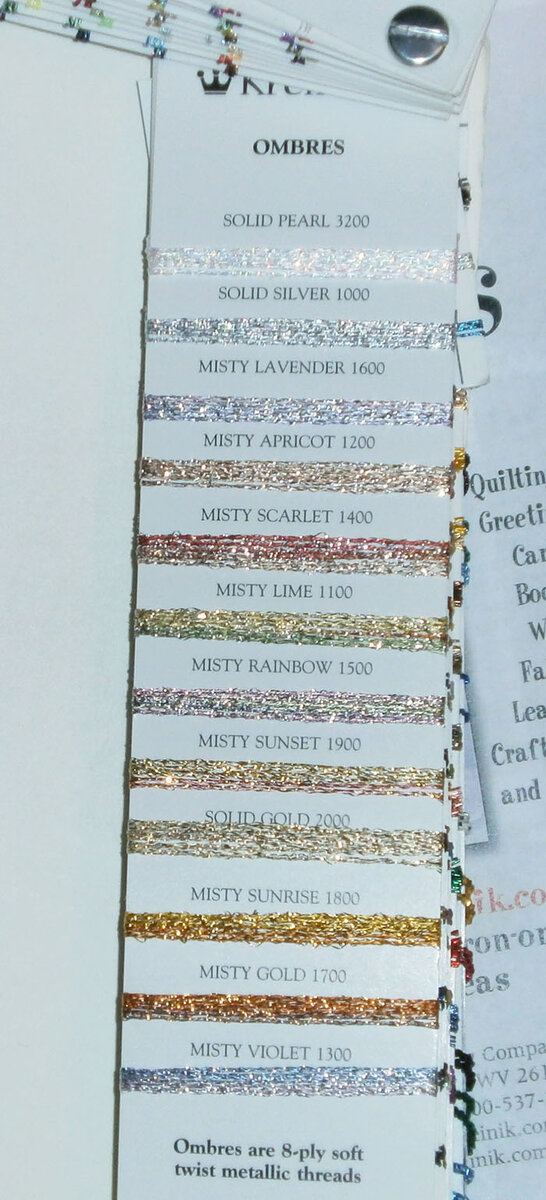 OMBRES
SOLID PEARL 3200
SOLID SILVER 1000
MISTY LAVENDER 1600
MISTY APRICOT 1200
MISTY SCARLET 1400
MISTY LIME 1100
MISTY RAINBOW 1500
MISTY SUNSET 1900
SOLID GOLD 2000
MISTY SUNRISE 1800
MISTY GOLD 1700
MISTY VIOLET 1300
Ombres are 8-ply soft
twist metallic threads
and
WV